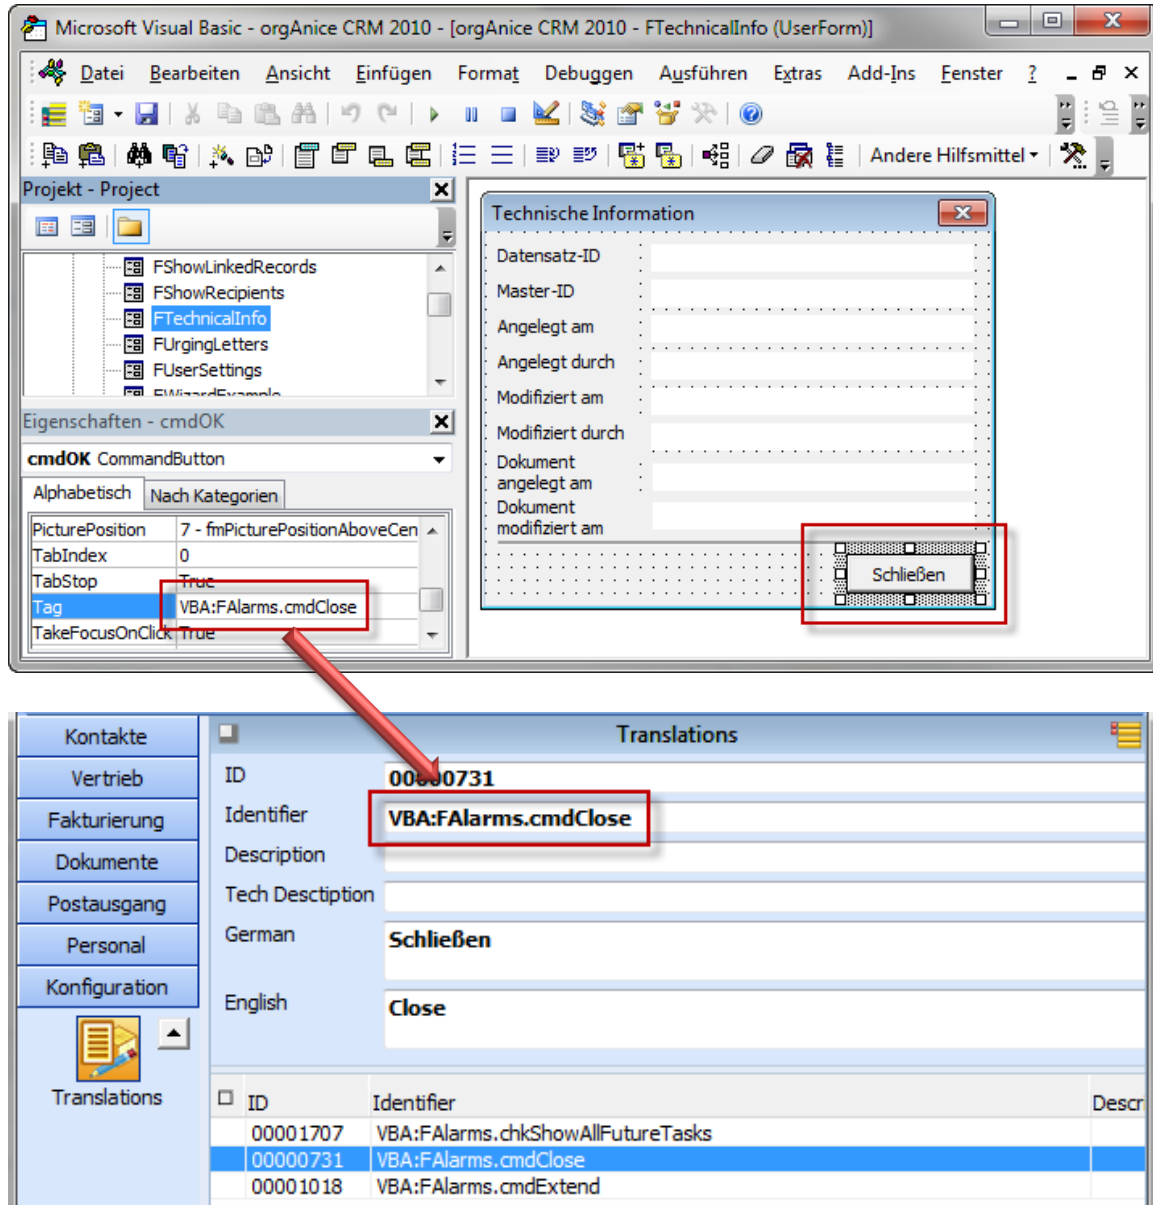 Microsoft Visual Basic - orgAnice CRM 2010 - [orgAnice CRM 2010 - FTechnicalInfo (UserForm)]
Datei Bearbeiten Ansicht Einfügen Format Debuggen Ausführen Extras Add-Ins Fenster ?
Andere Hilfsmittel
Projekt - Project
FShowLinkedRecords
FShowRecipients
FTechnicalInfo
FUrgingLetters
FUserSettings
FWizardExample
Eigenschaften - cmdOK
cmdOK CommandButton
Alphabetisch Nach Kategorien
PicturePosition 7 - fmPicturePositionAboveCen
TabIndex 0
TabStop True
Tag VBA:FAlarms.cmdClose
TakeFocusOnClick True
Technische Information
Datensatz-ID
Master-ID
Angelegt am
Angelegt durch
Modifiziert am
Modifiziert durch
Dokument
angelegt am
Dokument
modifiziert am
Schließen
Kontakte
Vertrieb
Fakturierung
Dokumente
Postausgang
Personal
Konfiguration
Translations
Translations
ID 00000731
Identifier VBA:FAlarms.cmdClose
Description
Tech Desctiption
German Schließen
English Close
ID Identifier Descr
00001707 VBA:FAlarms.chkShowAllFutureTasks
00000731 VBA:FAlarms.cmdClose
00001018 VBA:FAlarms.cmdExtend